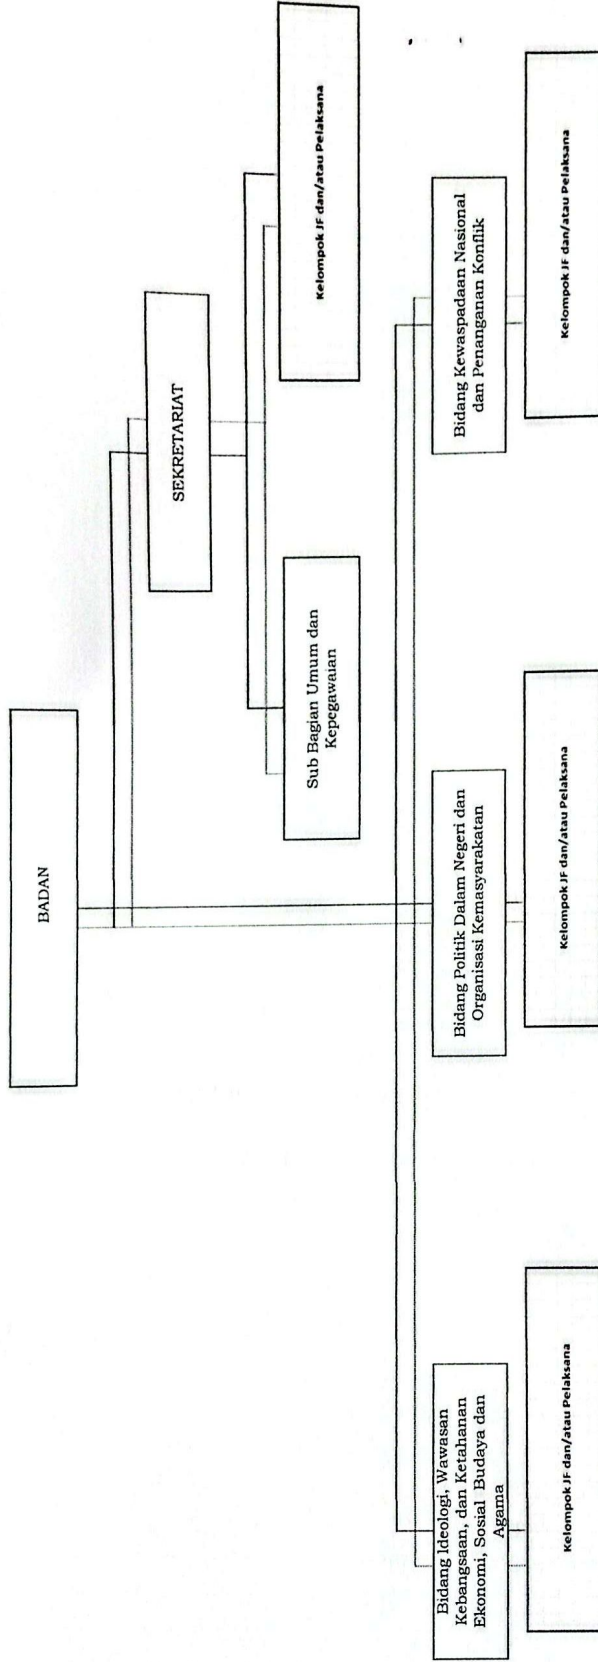 BADAN
SEKRETARIAT
Sub Bagian Umum dan
Kepegawaian
Kelompok JF dan/atau Pelaksana
Bidang Ideologi, Wawasan
Kebangsaan, dan Ketahanan
Ekonomi, Sosial Budaya dan
Agama
Bidang Politik Dalam Negeri dan
Organisasi Kemasyarakatan
Bidang Kewaspadaan Nasional
dan Penanganan Konflik
Kelompok JF dan/atau Pelaksana
Kelompok JF dan/atau Pelaksana
Kelompok JF dan/atau Pelaksana